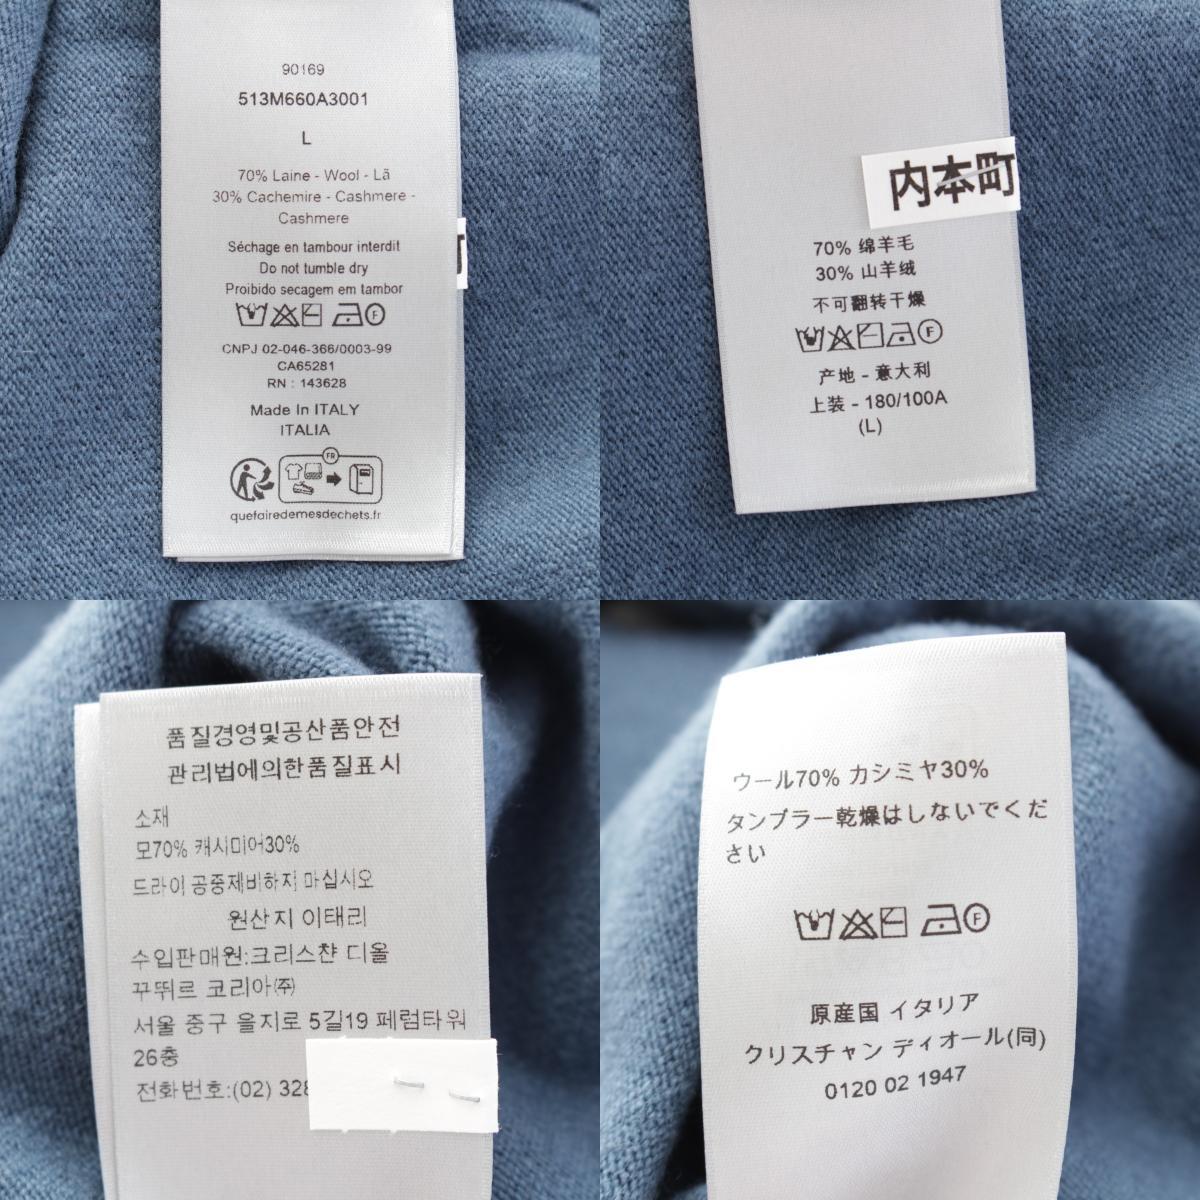 90169
513M660A3001
L
70% Laine - Wool - Lã
30% Cachemire - Cashmere -
Cashmere
Séchage en tambour interdit
Do not tumble dry
Proibido secagem em tambor
F
CNPJ 02-046-366/0003-99
CA65281
RN : 143628
Made In ITALY
ITALIA
FR
quefairedemesdechets.fr
内本町
70% 绵羊毛
30% 山羊绒
不可翻转干燥
F
产地 - 意大利
上装 - 180/100A
(L)
품질경영및공산품안전
관리법에의한품질표시
소재
모70% 캐시미어30%
드라이 공중제비하지 마십시오
원산지 이태리
수입판매원:크리스챤 디올
꾸뛰르 코리아㈜
서울 중구 을지로 5길19 페럼타워
26층
전화번호:(02) 328
ウール70% カシミヤ30%
タンブラー乾燥はしないでくだ
さい
F
原産国 イタリア
クリスチャン ディオール(同)
0120 02 1947